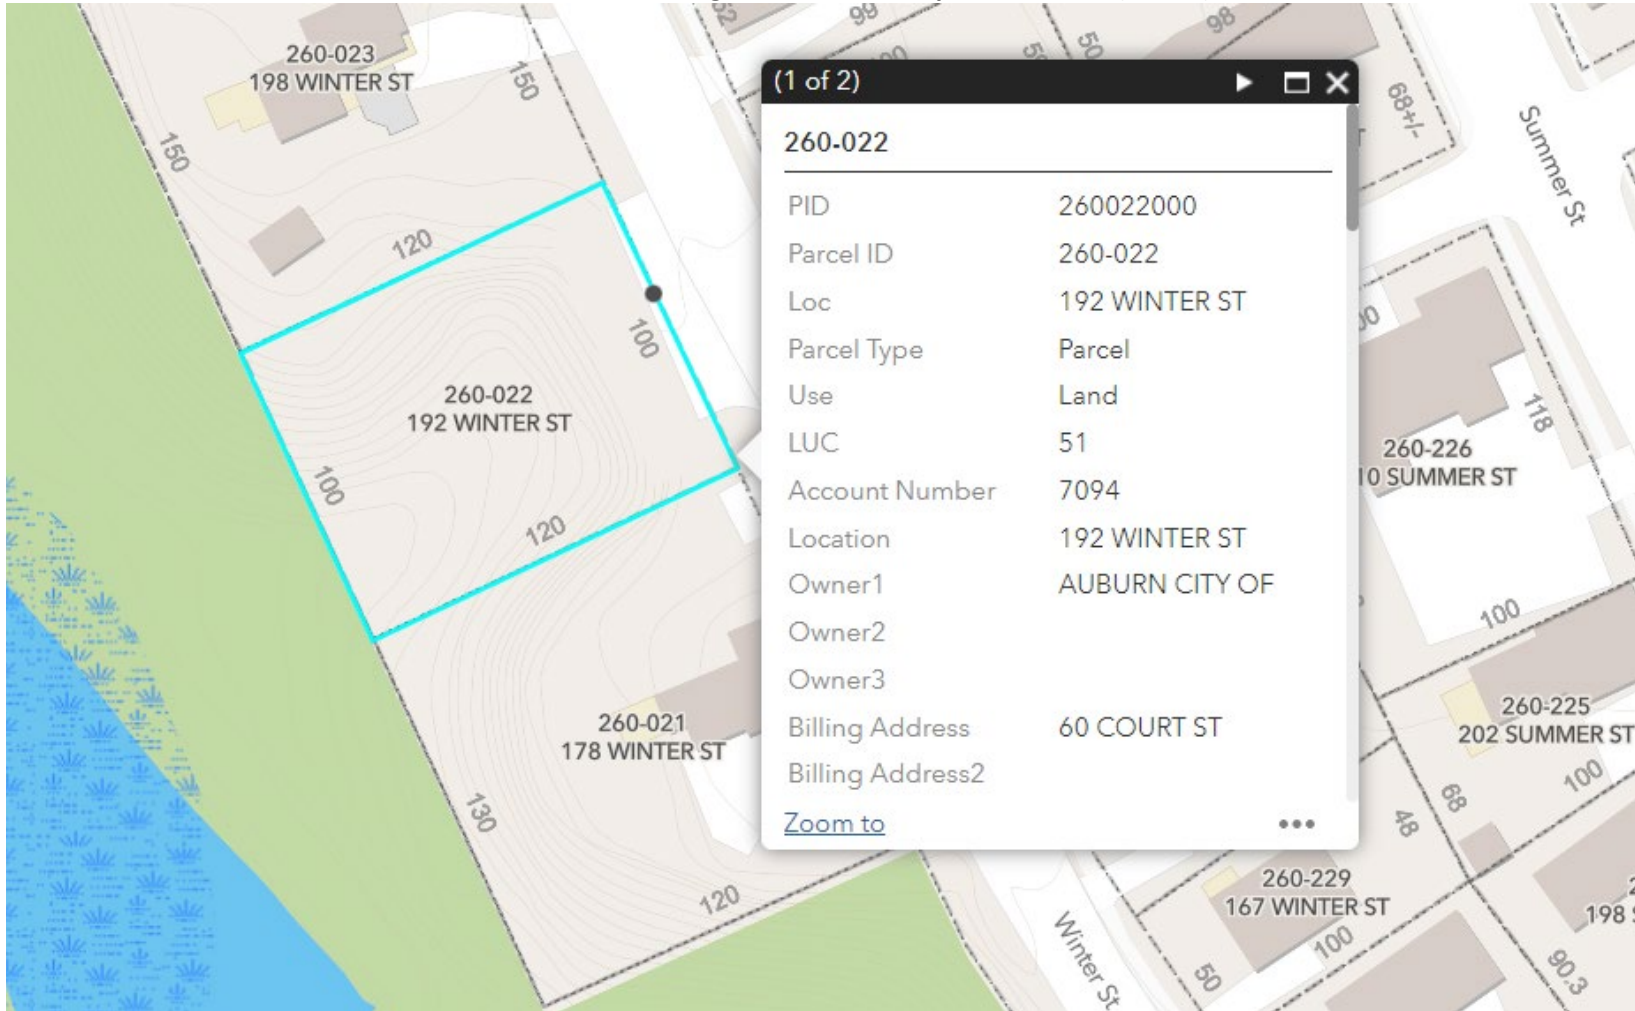 260-023
198 WINTER ST
150
150
120
100
260-022
192 WINTER ST
100
120
260-021
178 WINTER ST
130
120
(1 of 2)
260-022
PID 260022000
Parcel ID 260-022
Loc 192 WINTER ST
Parcel Type Parcel
Use Land
LUC 51
Account Number 7094
Location 192 WINTER ST
Owner1 AUBURN CITY OF
Owner2
Owner3
Billing Address 60 COURT ST
Billing Address2
Zoom to
99
98
50
68+/-
Summer St
118
260-226
10 SUMMER ST
100
260-225
202 SUMMER ST
100
68
48
260-229
167 WINTER ST
100
50
Winter St
90.3
198